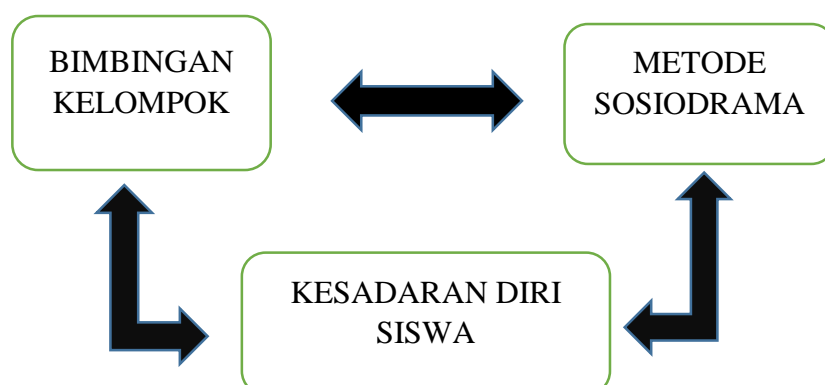 BIMBINGAN
KELOMPOK
METODE
SOSIODRAMA
KESADARAN DIRI
SISWA